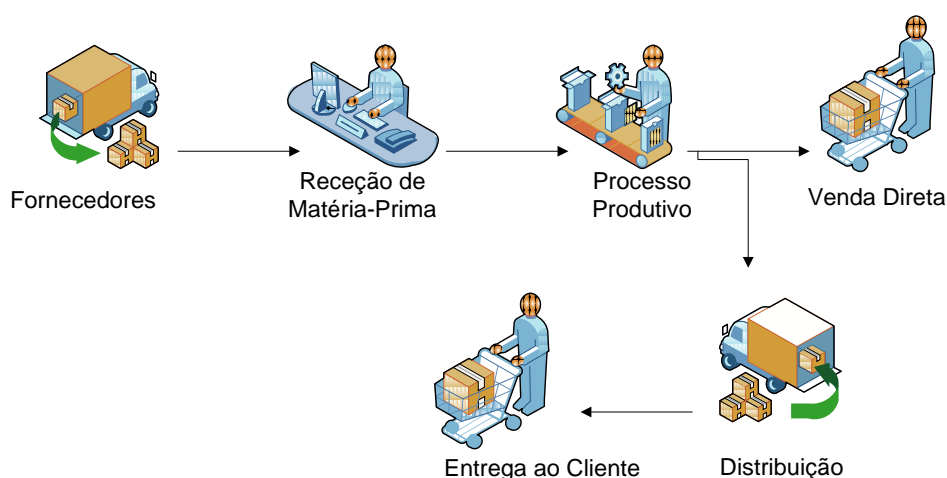 Fornecedores
Receção de
Matéria-Prima
Processo
Produtivo
Venda Direta
Entrega ao Cliente
Distribuição